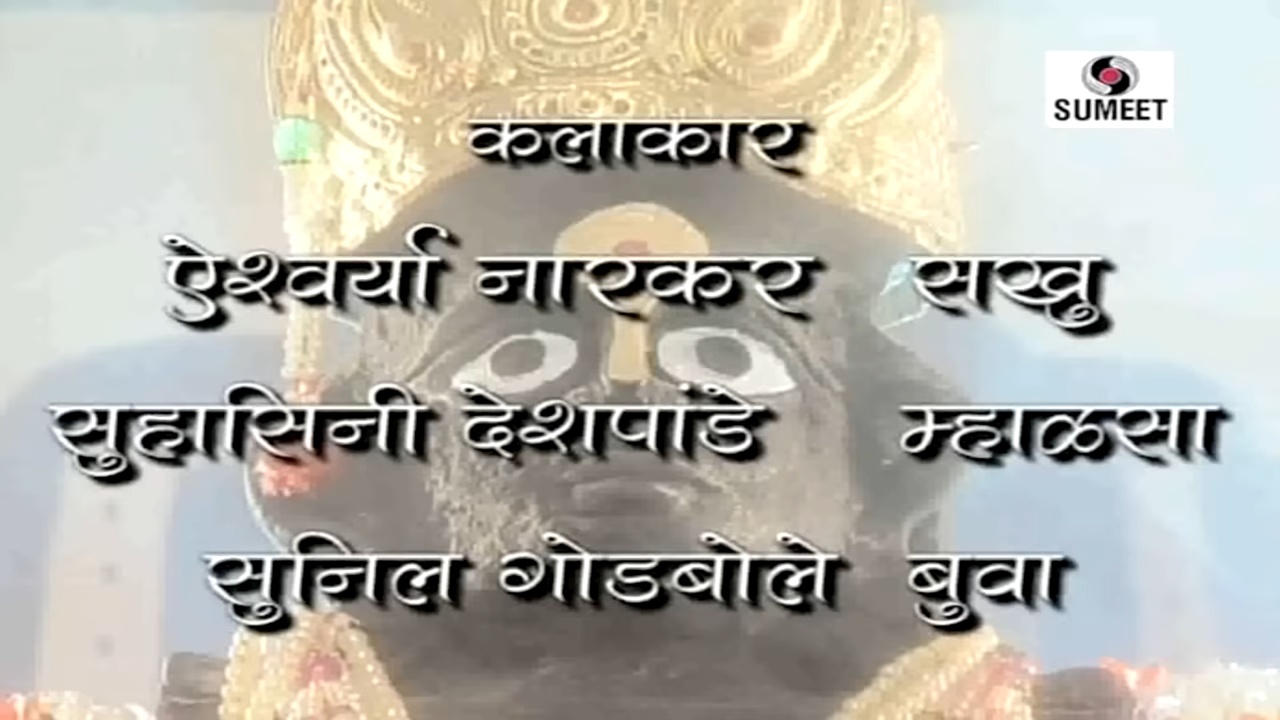 SUMEET
कलाकार
ऐश्वर्या नारकर सखु
सुहासिनी देशपांडे म्हाळसा
सुनिल गोडबोले बुवा